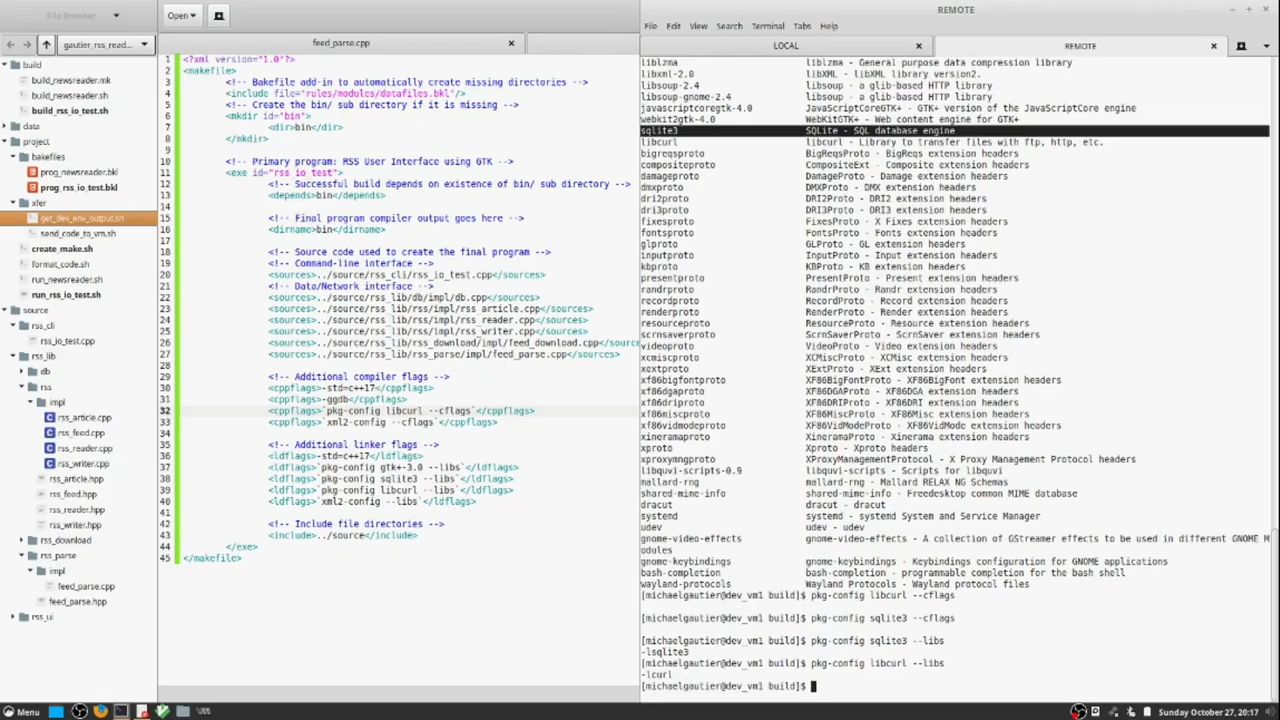 File Browser
gautier_rss_read...
build
build_newsreader.mk
build_newsreader.sh
build_rss_io_test.sh
data
project
bakefiles
prog_newsreader.bkl
prog_rss_io_test.bkl
xfer
get_dev_env_output.sh
send_code_to_vm.sh
create_make.sh
format_code.sh
run_newsreader.sh
run_rss_io_test.sh
source
rss_cli
rss_io_test.cpp
rss_lib
db
rss
impl
rss_article.cpp
rss_feed.cpp
rss_reader.cpp
rss_writer.cpp
rss_article.hpp
rss_feed.hpp
rss_reader.hpp
rss_writer.hpp
rss_download
rss_parse
impl
feed_parse.cpp
feed_parse.hpp
rss_ui
Open
feed_parse.cpp
1 <?xml version="1.0"?>
2 <makefile>
3 <!-- Bakefile add-in to automatically create missing directories -->
4 <include file="rules/modules/datafiles.bkl"/>
5 <!-- Create the bin/ sub directory if it is missing -->
6 <mkdir id="bin">
7 <dir>bin</dir>
8 </mkdir>
9
10 <!-- Primary program: RSS User Interface using GTK -->
11 <exe id="rss_io_test">
12 <!-- Successful build depends on existence of bin/ sub directory -->
13 <depends>bin</depends>
14
15 <!-- Final program compiler output goes here -->
16 <dirname>bin</dirname>
17
18 <!-- Source code used to create the final program -->
19 <!-- Command-line interface -->
20 <sources>../source/rss_cli/rss_io_test.cpp</sources>
21 <!-- Data/Network interface -->
22 <sources>../source/rss_lib/db/impl/db.cpp</sources>
23 <sources>../source/rss_lib/rss/impl/rss_article.cpp</sources>
24 <sources>../source/rss_lib/rss/impl/rss_reader.cpp</sources>
25 <sources>../source/rss_lib/rss/impl/rss_writer.cpp</sources>
26 <sources>../source/rss_lib/rss_download/impl/feed_download.cpp</source
27 <sources>../source/rss_lib/rss_parse/impl/feed_parse.cpp</sources>
28
29 <!-- Additional compiler flags -->
30 <cppflags>-std=c++17</cppflags>
31 <cppflags>-ggdb</cppflags>
32 <cppflags>`pkg-config libcurl --cflags`</cppflags>
33 <cppflags>`xml2-config --cflags`</cppflags>
34
35 <!-- Additional linker flags -->
36 <ldflags>-std=c++17</ldflags>
37 <ldflags>`pkg-config gtk+-3.0 --libs`</ldflags>
38 <ldflags>`pkg-config sqlite3 --libs`</ldflags>
39 <ldflags>`pkg-config libcurl --libs`</ldflags>
40 <ldflags>`xml2-config --libs`</ldflags>
41
42 <!-- Include file directories -->
43 <include>../source</include>
44 </exe>
45 </makefile>
REMOTE
File Edit View Search Terminal Tabs Help
LOCAL
REMOTE
liblzma liblzma - General purpose data compression library
libxml-2.0 libXML - libXML library version2.
libsoup-2.4 libsoup - a glib-based HTTP library
libsoup-gnome-2.4 libsoup - a glib-based HTTP library
javascriptcoregtk-4.0 JavaScriptCoreGTK+ - GTK+ version of the JavaScriptCore engine
webkit2gtk-4.0 WebKitGTK+ - Web content engine for GTK+
sqlite3 SQLite - SQL database engine
libcurl libcurl - Library to transfer files with ftp, http, etc.
bigreqsproto BigReqsProto - BigReqs extension headers
compositeproto CompositeExt - Composite extension headers
damageproto DamageProto - Damage extension headers
dmxproto DMXProto - DMX extension headers
dri2proto DRI2Proto - DRI2 extension headers
dri3proto DRI3Proto - DRI3 extension headers
fixesproto FixesProto - X Fixes extension headers
fontsproto FontsProto - Fonts extension headers
glproto GLProto - GL extension headers
inputproto InputProto - Input extension headers
kbproto KBProto - KB extension headers
presentproto PresentProto - Present extension headers
randrproto RandrProto - Randr extension headers
recordproto RecordProto - Record extension headers
renderproto RenderProto - Render extension headers
resourceproto ResourceProto - Resource extension headers
scrnsaverproto ScrnSaverProto - ScrnSaver extension headers
videoproto VideoProto - Video extension headers
xcmiscproto XCMiscProto - XCMisc extension headers
xextproto XExtProto - XExt extension headers
xf86bigfontproto XF86BigFontProto - XF86BigFont extension headers
xf86dgaproto XF86DGAProto - XF86DGA extension headers
xf86driproto XF86DRIProto - XF86DRI extension headers
xf86miscproto XF86MiscProto - XF86Misc extension headers
xf86vidmodeproto XF86VidModeProto - XF86VidMode extension headers
xineramaproto XineramaProto - Xinerama extension headers
xproto Xproto - Xproto headers
xproxymngproto XProxyManagementProtocol - X Proxy Management Protocol headers
libquvi-scripts-0.9 libquvi-scripts - Scripts for libquvi
mallard-rng Mallard-rng - Mallard RELAX NG Schemas
shared-mime-info shared-mime-info - Freedesktop common MIME database
dracut dracut - dracut
systemd systemd - systemd System and Service Manager
udev udev - udev
gnome-video-effects gnome-video-effects - A collection of GStreamer effects to be used in different GNOME M
odules
gnome-keybindings gnome-keybindings - Keybindings configuration for GNOME applications
bash-completion bash-completion - programmable completion for the bash shell
wayland-protocols Wayland Protocols - Wayland protocol files
[michaelgautier@dev_vm1 build]$ pkg-config libcurl --cflags

[michaelgautier@dev_vm1 build]$ pkg-config sqlite3 --cflags

[michaelgautier@dev_vm1 build]$ pkg-config sqlite3 --libs
-lsqlite3
[michaelgautier@dev_vm1 build]$ pkg-config libcurl --libs
-lcurl
[michaelgautier@dev_vm1 build]$
Menu
Sunday October 27, 20:17